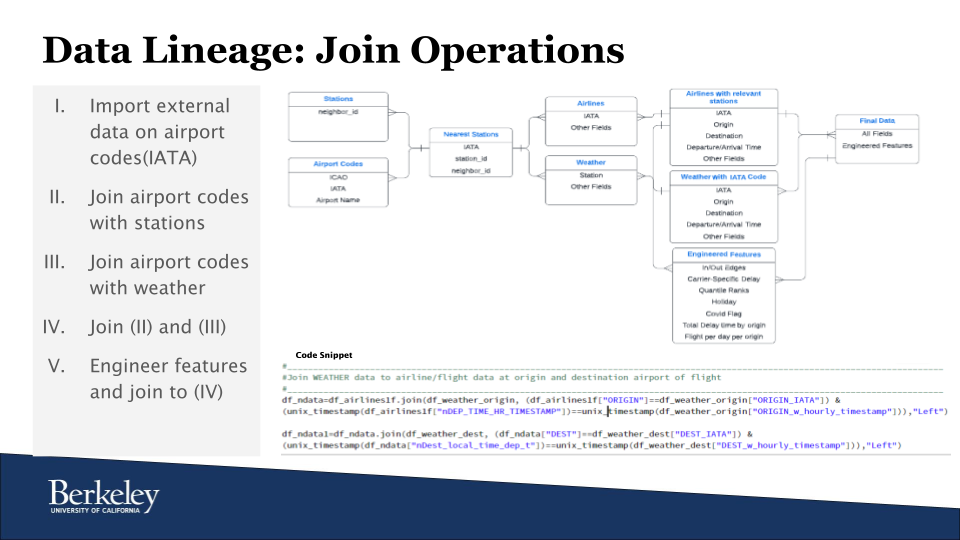 Data Lineage: Join Operations
I. Import external
data on airport
codes(IATA)
II. Join airport codes
with stations
III. Join airport codes
with weather
IV. Join (II) and (III)
V. Engineer features
and join to (IV)
Stations
neighbor_id
Airport Codes
ICAO
IATA
Airport Name
Nearest Stations
IATA
station_id
neighbor_id
Airlines
IATA
Other Fields
Weather
Station
Other Fields
Airlines with relevant
stations
IATA
Origin
Destination
Departure/Arrival Time
Other Fields
Weather with IATA Code
IATA
Origin
Destination
Departure/Arrival Time
Other Fields
Engineered Features
In/Out Edges
Carrier-Specific Delay
Quantile Ranks
Holiday
Covid Flag
Total Delay time by origin
Flight per day per origin
Final Data
All Fields
Engineered Features
Code Snippet
#Join WEATHER data to airline/flight data at origin and destination airport of flight
df_ndata=df_airlines1f.join(df_weather_origin, (df_airlines1f["ORIGIN"]==df_weather_origin["ORIGIN_IATA"]) &
(unix_timestamp(df_airlines1f["nDEP_TIME_HR_TIMESTAMP"])==unix_timestamp(df_weather_origin["ORIGIN_w_hourly_timestamp"])),"Left")
df_ndata1=df_ndata.join(df_weather_dest, (df_ndata["DEST"]==df_weather_dest["DEST_IATA"]) &
(unix_timestamp(df_ndata["nDest_local_time_dep_t"])==unix_timestamp(df_weather_dest["DEST_w_hourly_timestamp"])),"Left")
Berkeley
UNIVERSITY OF CALIFORNIA